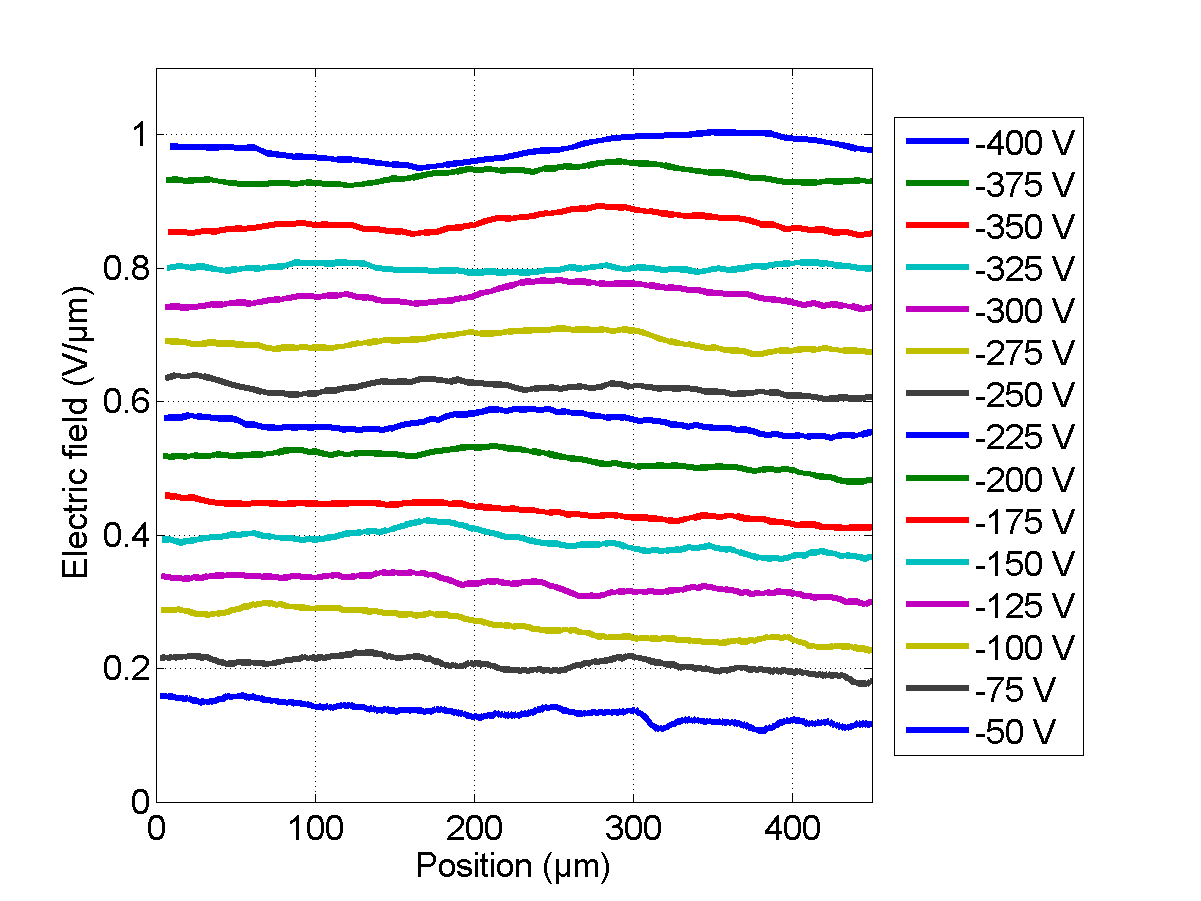 1
0.8
0.6
0.4
0.2
0
Electric field (V/µm)
0 100 200 300 400
Position (µm)
-400 V
-375 V
-350 V
-325 V
-300 V
-275 V
-250 V
-225 V
-200 V
-175 V
-150 V
-125 V
-100 V
-75 V
-50 V